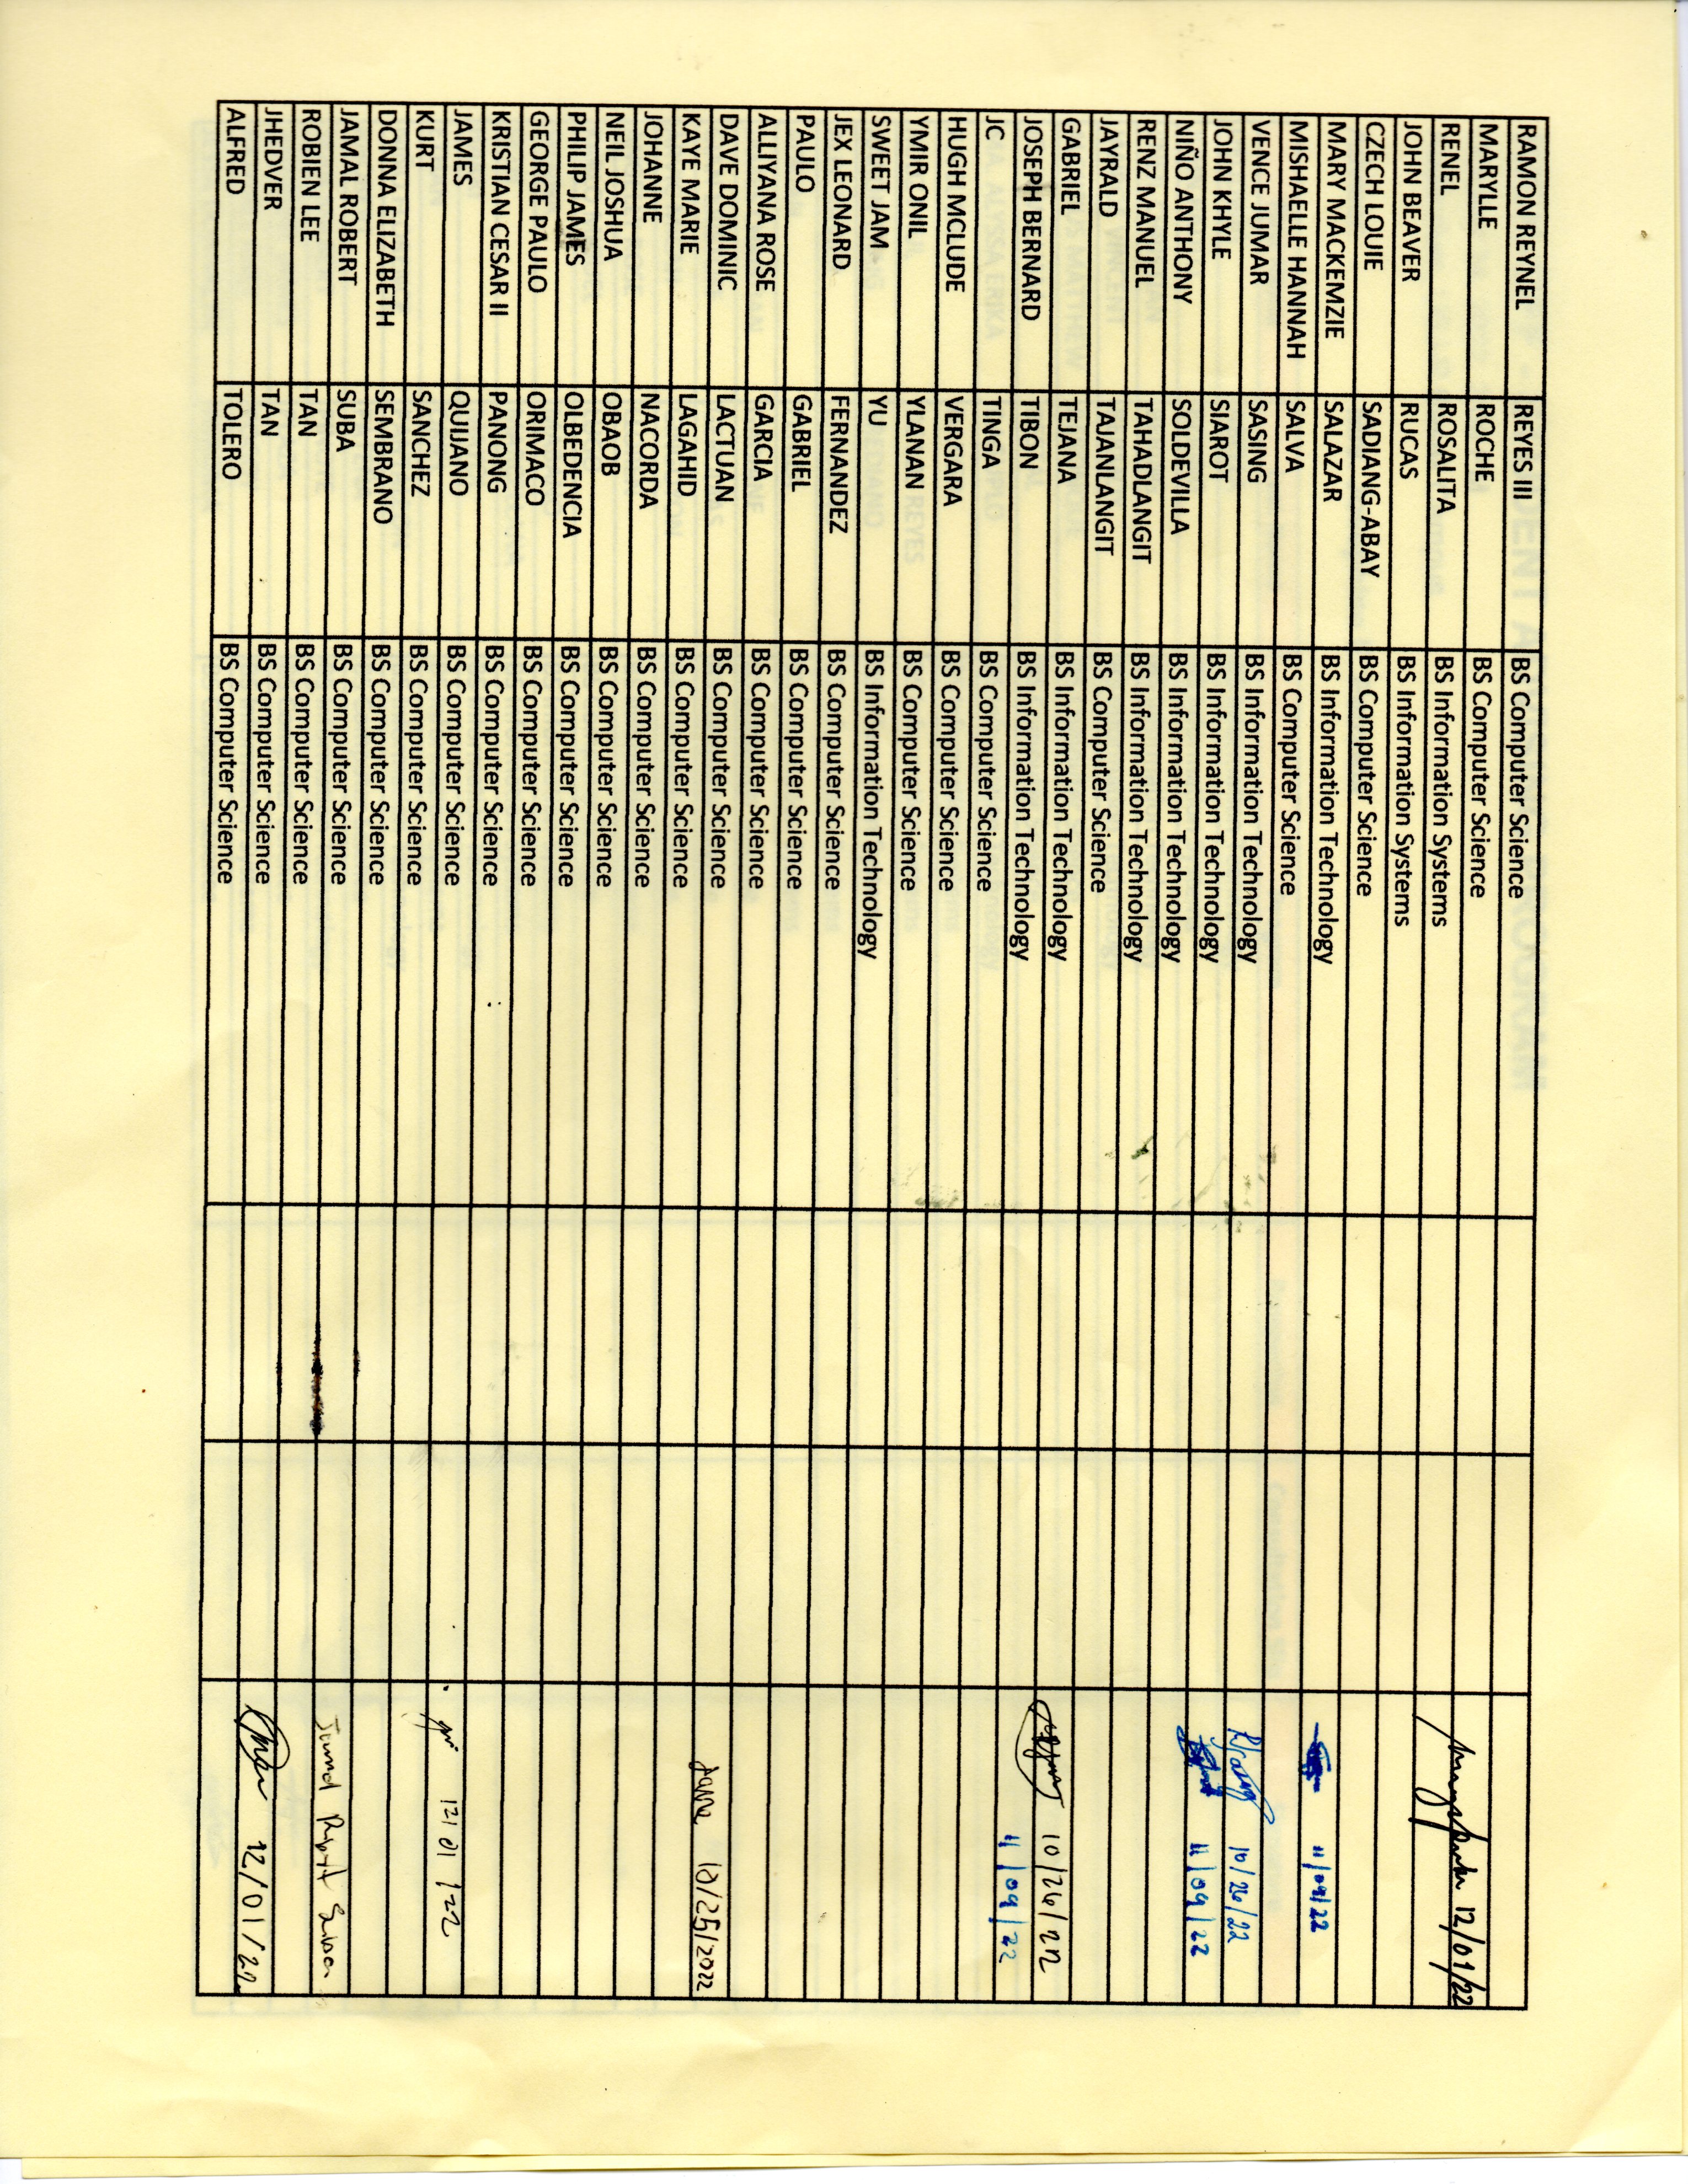 RAMON REYNEL REYES III BS Computer Science
MARYLLE ROCHE BS Computer Science
RENEL ROSALITA BS Information Systems 12/01/22
JOHN BEAVER RUCAS BS Information Systems
CZECH LOUIE SADIANG-ABAY BS Computer Science
MARY MACKEMZIE SALAZAR BS Information Technology 11/09/22
MISHAELLE HANNAH SALVA BS Computer Science
VENCE JUMAR SASING BS Information Technology 10/26/22
JOHN KHYLE SIAROT BS Information Technology 11/09/22
NIÑO ANTHONY SOLDEVILLA BS Information Technology
RENZ MANUEL TAHADLANGIT BS Information Technology
JAYRALD TAJANLANGIT BS Computer Science
GABRIEL TEJANA BS Information Technology 10/26/22
JOSEPH BERNARD TIBON BS Information Technology 11/09/22
JC TINGA BS Computer Science
HUGH MCLUDE VERGARA BS Computer Science
YMIR ONIL YLANAN BS Computer Science
SWEET JAM YU BS Information Technology
JEX LEONARD FERNANDEZ BS Computer Science
PAULO GABRIEL BS Computer Science
ALLIYANA ROSE GARCIA BS Computer Science
DAVE DOMINIC LACTUAN BS Computer Science 10/25/2022
KAYE MARIE LAGAHID BS Computer Science
JOHANNE NACORDA BS Computer Science
NEIL JOSHUA OBAOB BS Computer Science
PHILIP JAMES OLBEDENCIA BS Computer Science
GEORGE PAULO ORIMACO BS Computer Science
KRISTIAN CESAR II PANONG BS Computer Science
JAMES QUIJANO BS Computer Science 12/01/22
KURT SANCHEZ BS Computer Science
DONNA ELIZABETH SEMBRANO BS Computer Science
JAMAL ROBERT SUBA BS Computer Science Jamal Robert Suba
ROBIEN LEE TAN BS Computer Science
JHEDVER TAN BS Computer Science 12/01/22
ALFRED TOLERO BS Computer Science